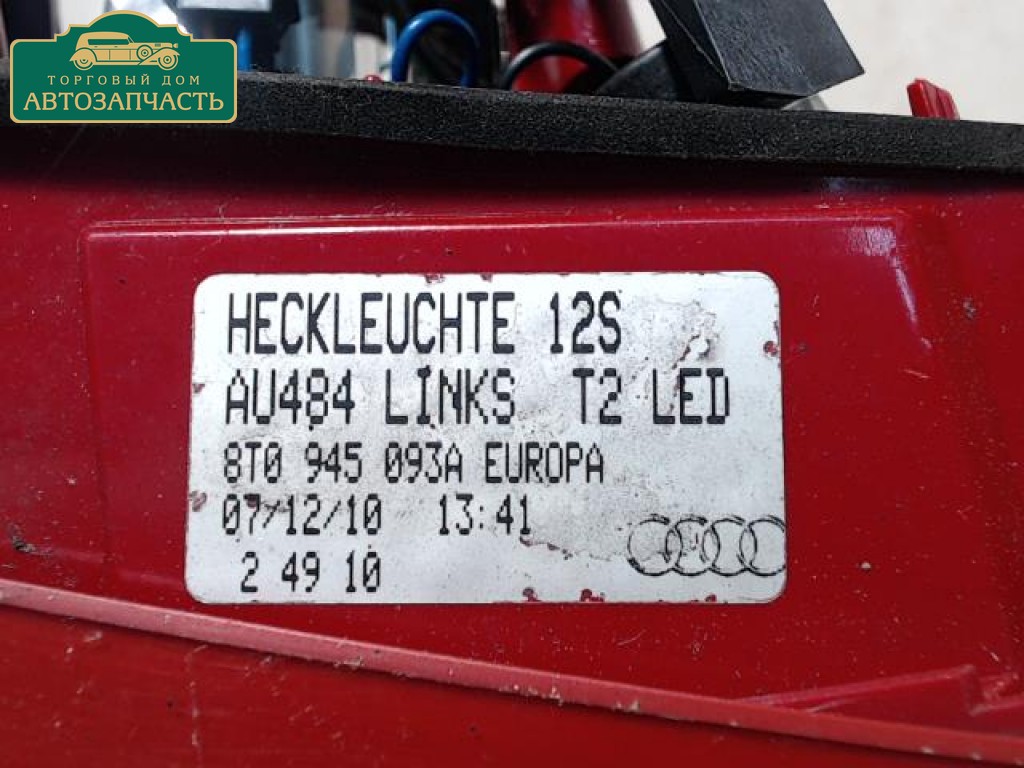 ТОРГОВЫЙ ДОМ
АВТОЗАПЧАСТЬ
HECKLEUCHTE 12S
AU484 LINKS T2 LED
8T0 945 093A EUROPA
07/12/10 13:41
2 49 10